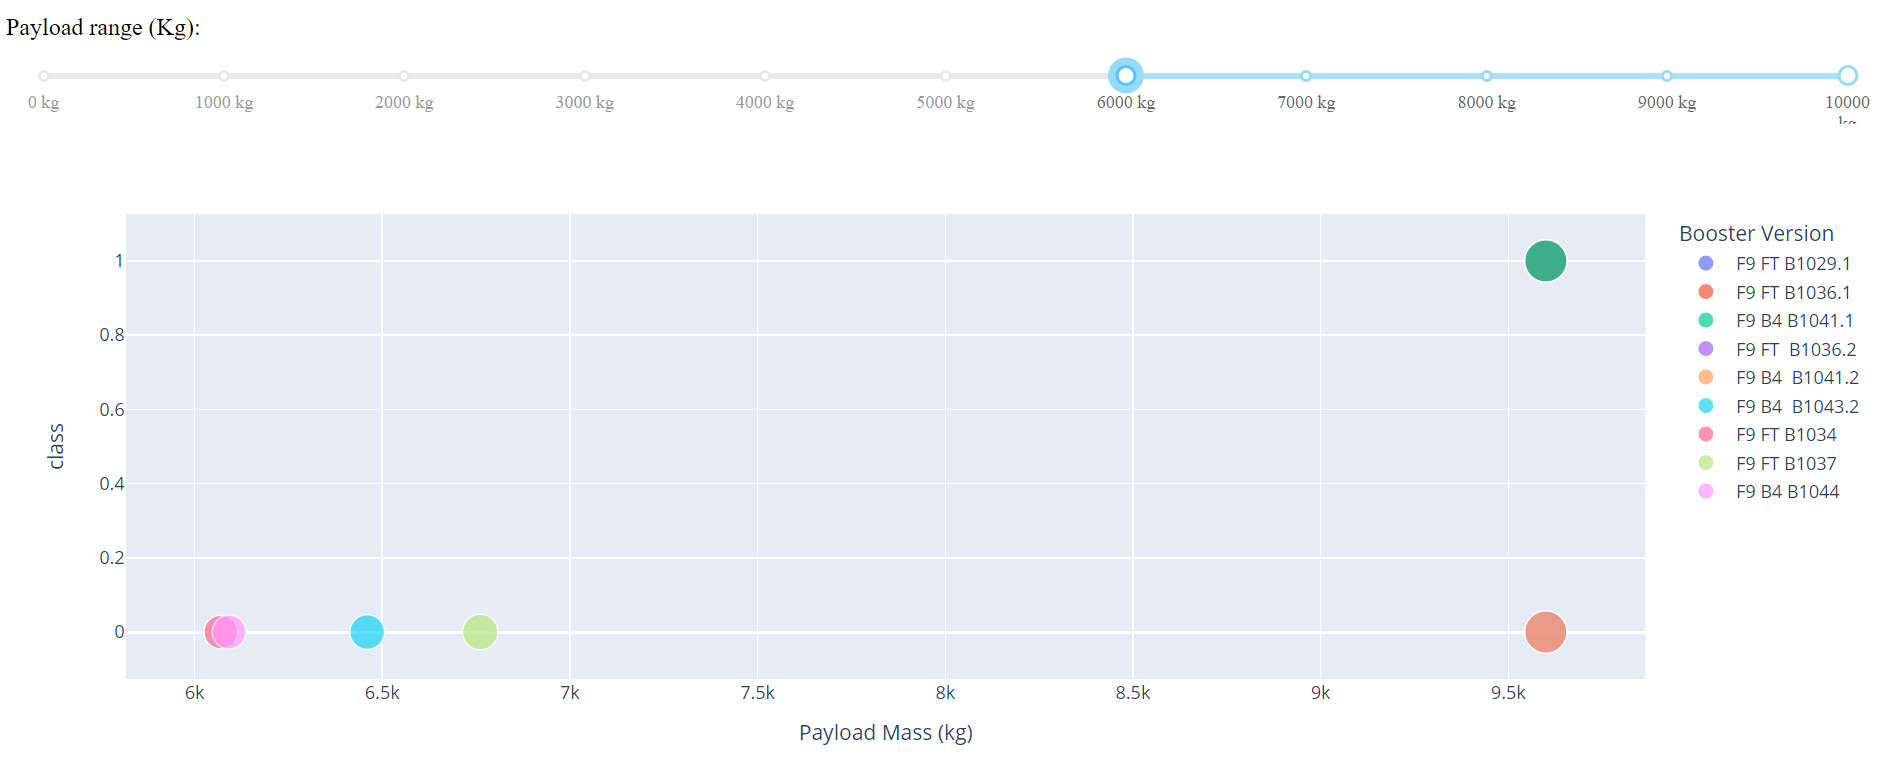 Payload range (Kg):
0 kg 1000 kg 2000 kg 3000 kg 4000 kg 5000 kg 6000 kg 7000 kg 8000 kg 9000 kg 10000
kg
Booster Version
F9 FT B1029.1
F9 FT B1036.1
F9 B4 B1041.1
F9 FT  B1036.2
F9 B4  B1041.2
F9 B4  B1043.2
F9 FT B1034
F9 FT B1037
F9 B4 B1044
class
1
0.8
0.6
0.4
0.2
0
6k 6.5k 7k 7.5k 8k 8.5k 9k 9.5k
Payload Mass (kg)